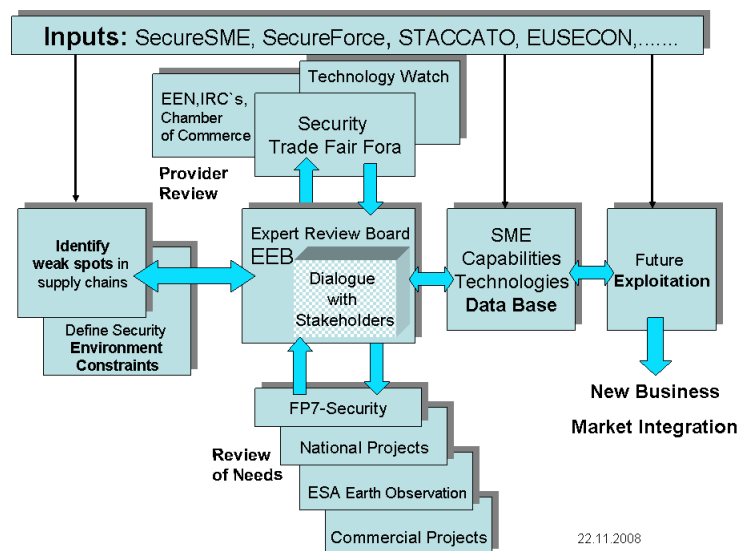 Inputs: SecureSME, SecureForce, STACCATO, EUSECON,.......
Technology Watch
EEN,IRC`s,
Chamber
of Commerce
Security
Trade Fair Fora
Provider
Review
Identify
weak spots in
supply chains
Define Security
Environment
Constraints
Expert Review Board
EEB
Dialogue
with
Stakeholders
SME
Capabilities
Technologies
Data Base
Future
Exploitation
New Business
Market Integration
FP7-Security
National Projects
ESA Earth Observation
Commercial Projects
Review
of Needs
22.11.2008